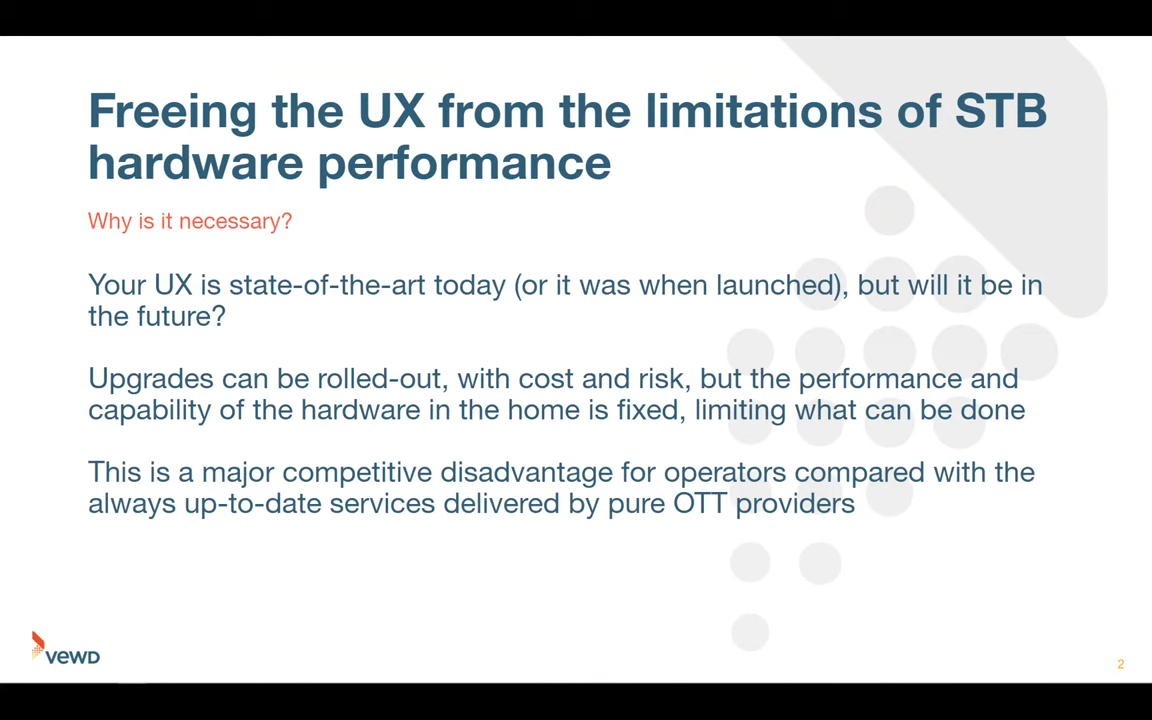 Freeing the UX from the limitations of STB
hardware performance
Why is it necessary?
Your UX is state-of-the-art today (or it was when launched), but will it be in
the future?
Upgrades can be rolled-out, with cost and risk, but the performance and
capability of the hardware in the home is fixed, limiting what can be done
This is a major competitive disadvantage for operators compared with the
always up-to-date services delivered by pure OTT providers
vewd
2